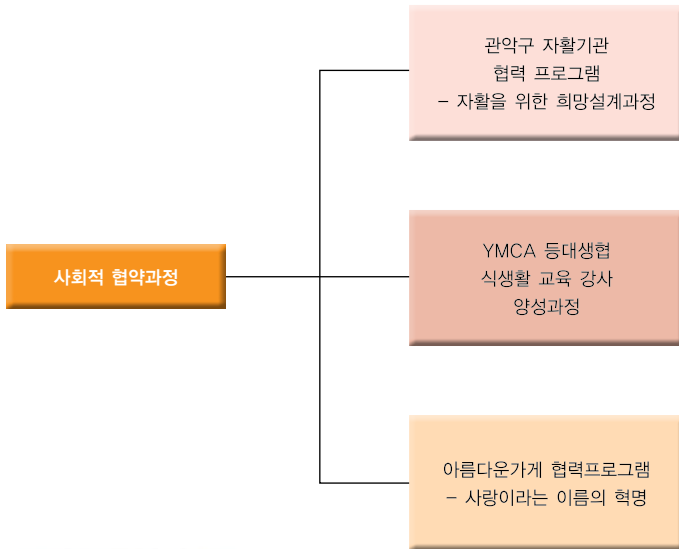 사회적 협약과정
관악구 자활기관
협력 프로그램
- 자활을 위한 희망설계과정
YMCA 등대생협
식생활 교육 강사
양성과정
아름다운가게 협력프로그램
- 사랑이라는 이름의 혁명